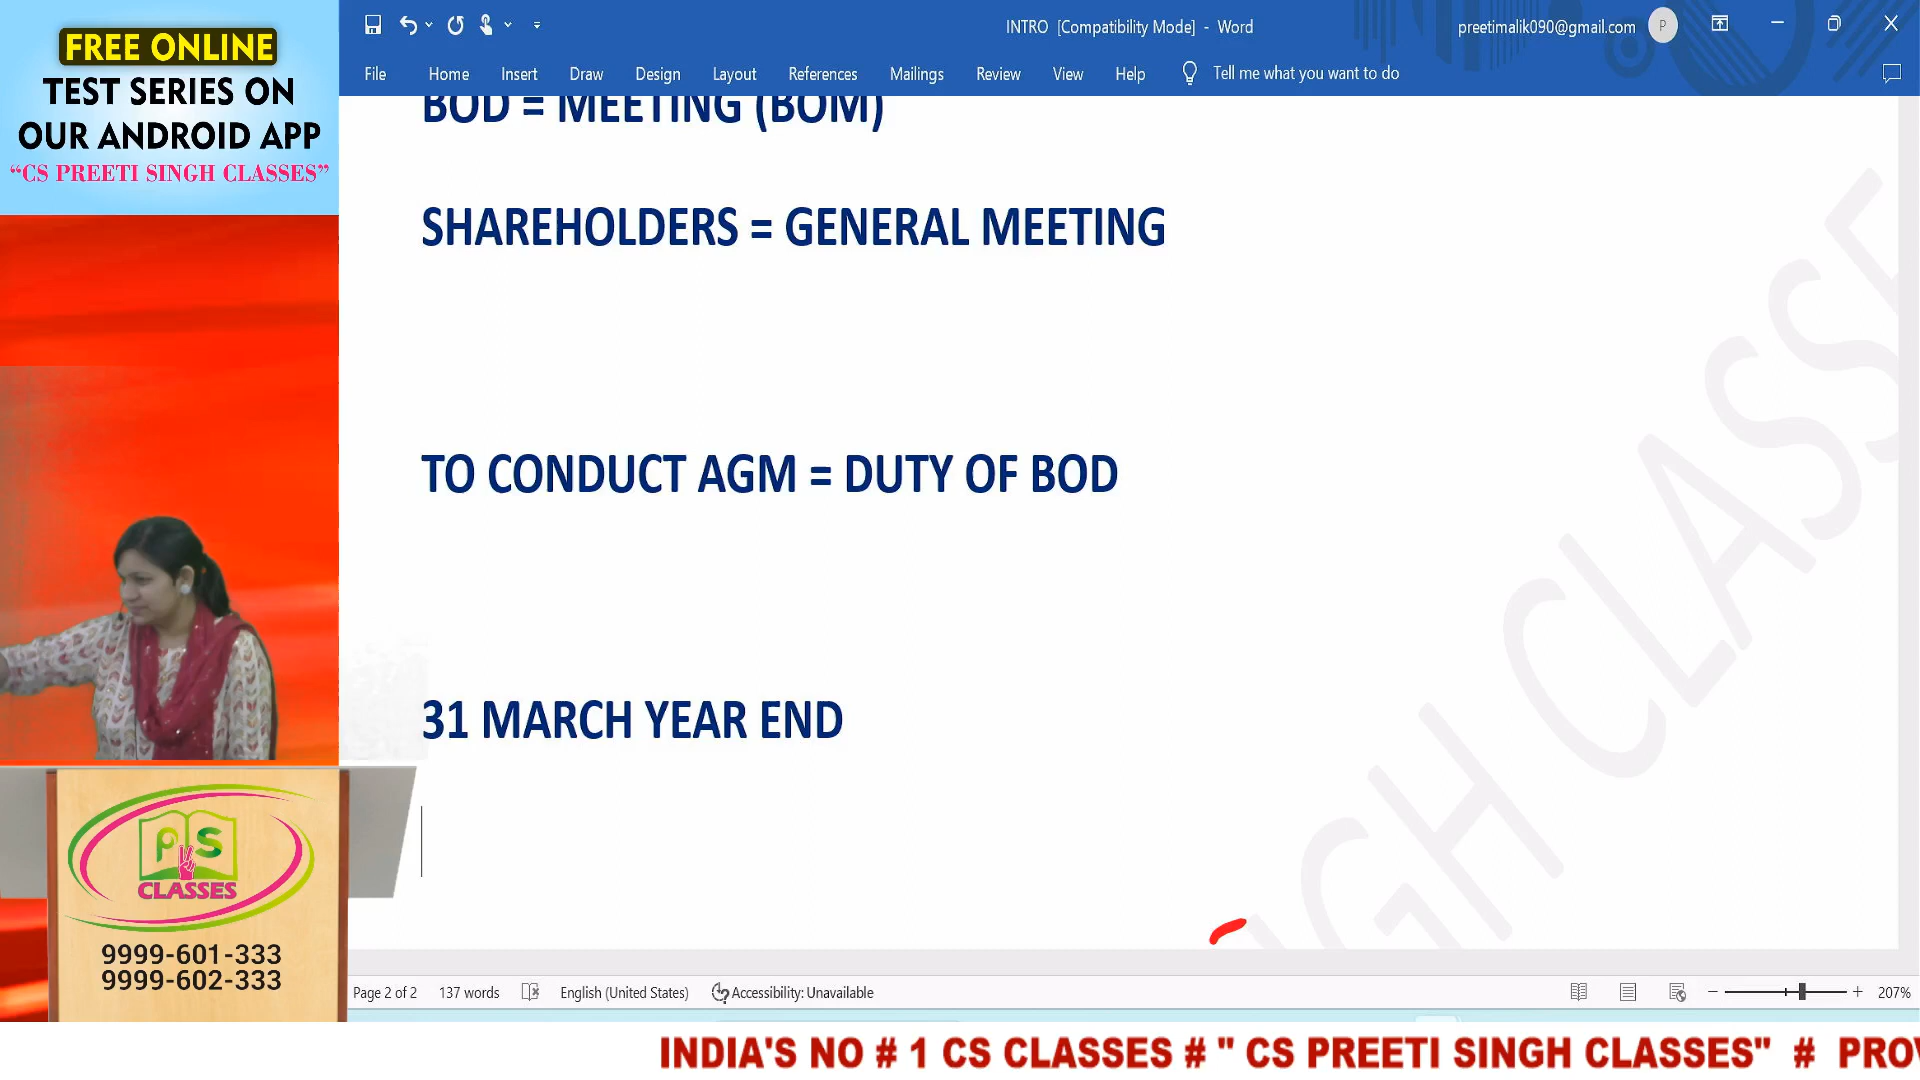 FREE ONLINE
TEST SERIES ON
OUR ANDROID APP
“CS PREETI SINGH CLASSES”
INTRO [Compatibility Mode] - Word
preetimalik090@gmail.com
P
File Home Insert Draw Design Layout References Mailings Review View Help Tell me what you want to do
BOD = MEETING (BOM)
SHAREHOLDERS = GENERAL MEETING
TO CONDUCT AGM = DUTY OF BOD
31 MARCH YEAR END
GH CLASSE
PS
CLASSES
9999-601-333
9999-602-333
Page 2 of 2 137 words English (United States) Accessibility: Unavailable 207%
INDIA'S NO # 1 CS CLASSES # " CS PREETI SINGH CLASSES" # PROV